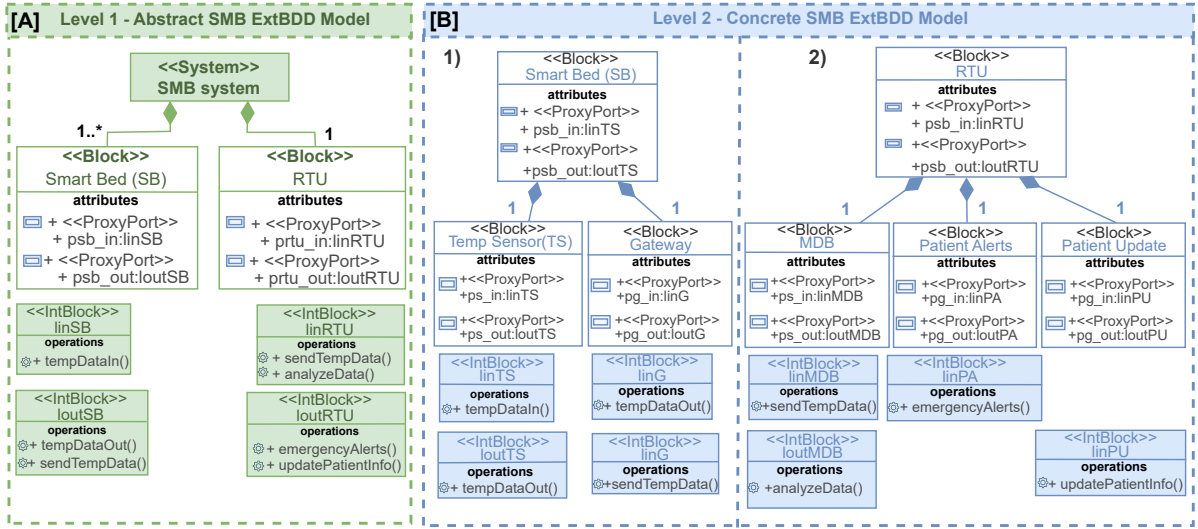 [A]
Level 1 - Abstract SMB ExtBDD Model
<<System>>
SMB system
1..*
1
<<Block>>
Smart Bed (SB)
attributes
+ <<ProxyPort>>
+ psb_in:IinSB
+ <<ProxyPort>>
+ psb_out:IoutSB
<<Block>>
RTU
attributes
+ <<ProxyPort>>
+ prtu_in:IinRTU
+ <<ProxyPort>>
+ prtu_out:IoutRTU
<<IntBlock>>
IinSB
operations
+ tempDataIn()
<<IntBlock>>
IinRTU
operations
+ sendTempData()
+ analyzeData()
<<IntBlock>>
IoutSB
operations
+ tempDataOut()
+ sendTempData()
<<IntBlock>>
IoutRTU
operations
+ emergencyAlerts()
+ updatePatientInfo()
[B]
Level 2 - Concrete SMB ExtBDD Model
1)
<<Block>>
Smart Bed (SB)
attributes
+ <<ProxyPort>>
+ psb_in:IinTS
+ <<ProxyPort>>
+psb_out:IoutTS
1
1
<<Block>>
Temp Sensor(TS)
attributes
+<<ProxyPort>>
+ps_in:IinTS
+<<ProxyPort>>
+ps_out:IoutTS
<<Block>>
Gateway
attributes
+<<ProxyPort>>
+pg_in:IinG
+<<ProxyPort>>
+pg_out:IoutG
<<IntBlock>>
IinTS
operations
+ tempDataIn()
<<IntBlock>>
IinG
operations
+ tempDataOut()
<<IntBlock>>
IoutTS
operations
+ tempDataOut()
<<IntBlock>>
IinG
operations
+sendTempData()
2)
<<Block>>
RTU
attributes
+ <<ProxyPort>>
+ psb_in:IinRTU
+ <<ProxyPort>>
+psb_out:IoutRTU
1
1
1
<<Block>>
MDB
attributes
+<<ProxyPort>>
+ps_in:IinMDB
+<<ProxyPort>>
+ps_out:IoutMDB
<<Block>>
Patient Alerts
attributes
+<<ProxyPort>>
+pg_in:IinPA
+<<ProxyPort>>
+pg_out:IoutPA
<<Block>>
Patient Update
attributes
+<<ProxyPort>>
+pg_in:IinPU
+<<ProxyPort>>
+pg_out:IoutPU
<<IntBlock>>
IinMDB
operations
+sendTempData()
<<IntBlock>>
IinPA
operations
+ emergencyAlerts()
<<IntBlock>>
IoutMDB
operations
+analyzeData()
<<IntBlock>>
IinPU
operations
+ updatePatientInfo()